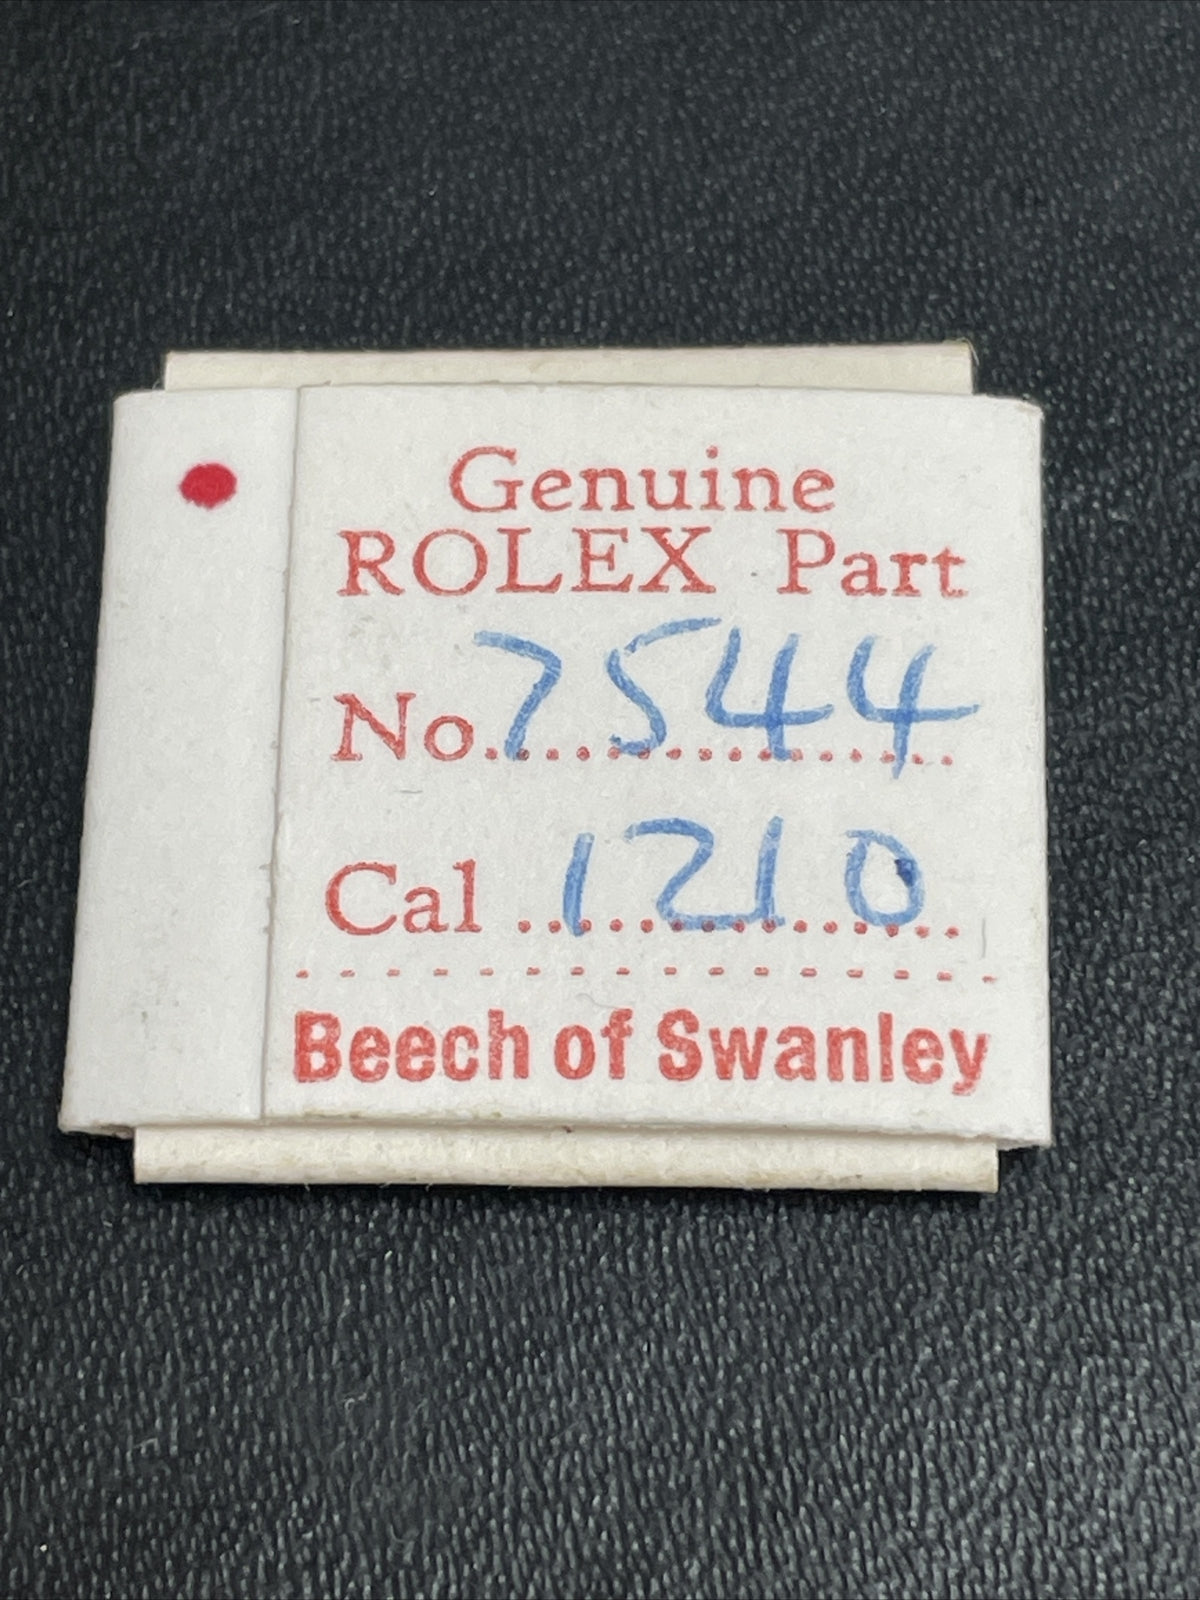 Genuine
ROLEX Part
No. 7544
Cal 1210
Beech of Swanley